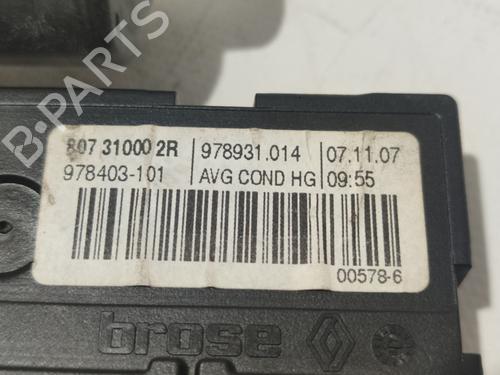 B-PARTS
807 31000 2R 978931.014 07.11.07
978403-101 AVG COND HG 09:55
00578-6
brose